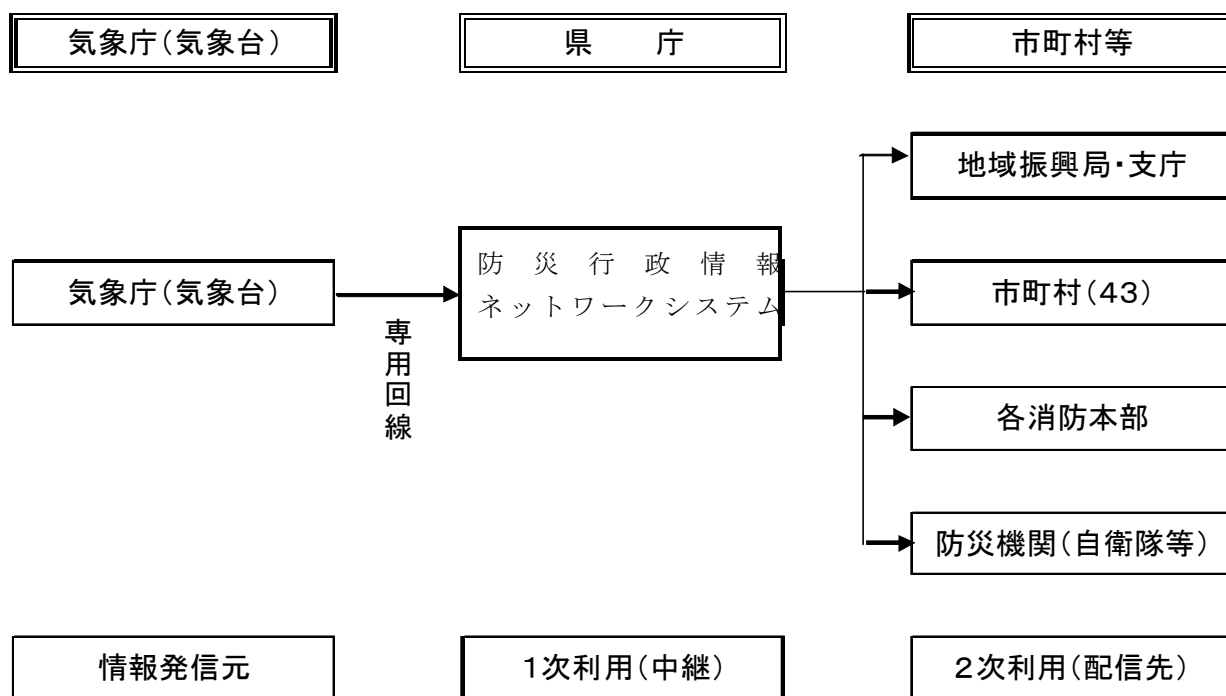 気象庁(気象台)
県　　庁
市町村等
地域振興局・支庁
気象庁(気象台)
専用回線
防災行政情報
ネットワークシステム
市町村(43)
各消防本部
防災機関(自衛隊等)
情報発信元
1次利用(中継)
2次利用(配信先)